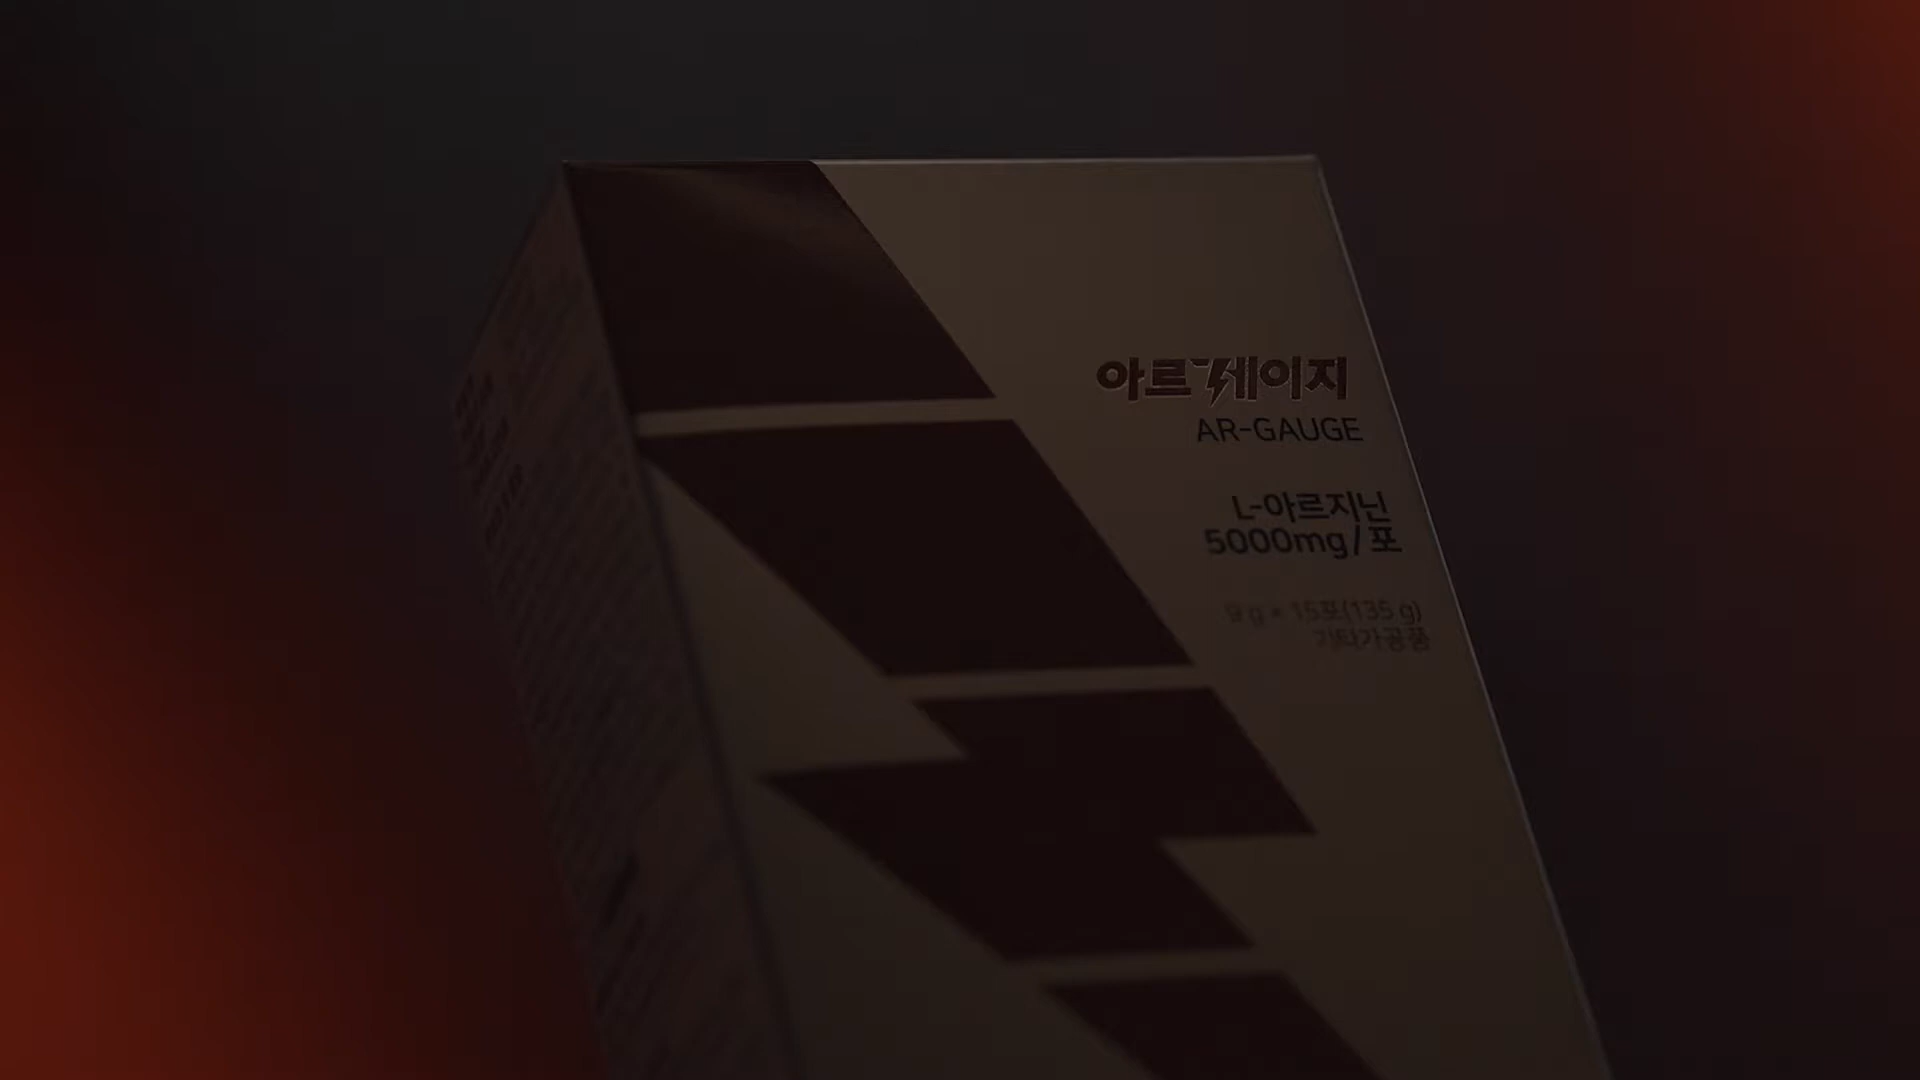 아르게이지
AR-GAUGE
L-아르지닌
5000mg/포
9 g × 15포(135 g)
기타가공품